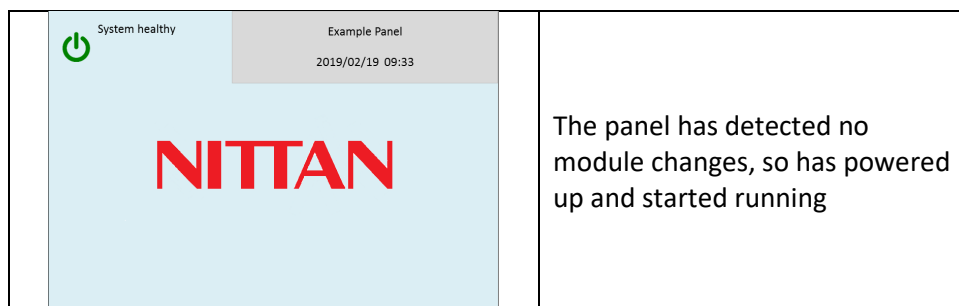 System healthy
Example Panel
2019/02/19 09:33
NITTAN
The panel has detected no
module changes, so has powered
up and started running